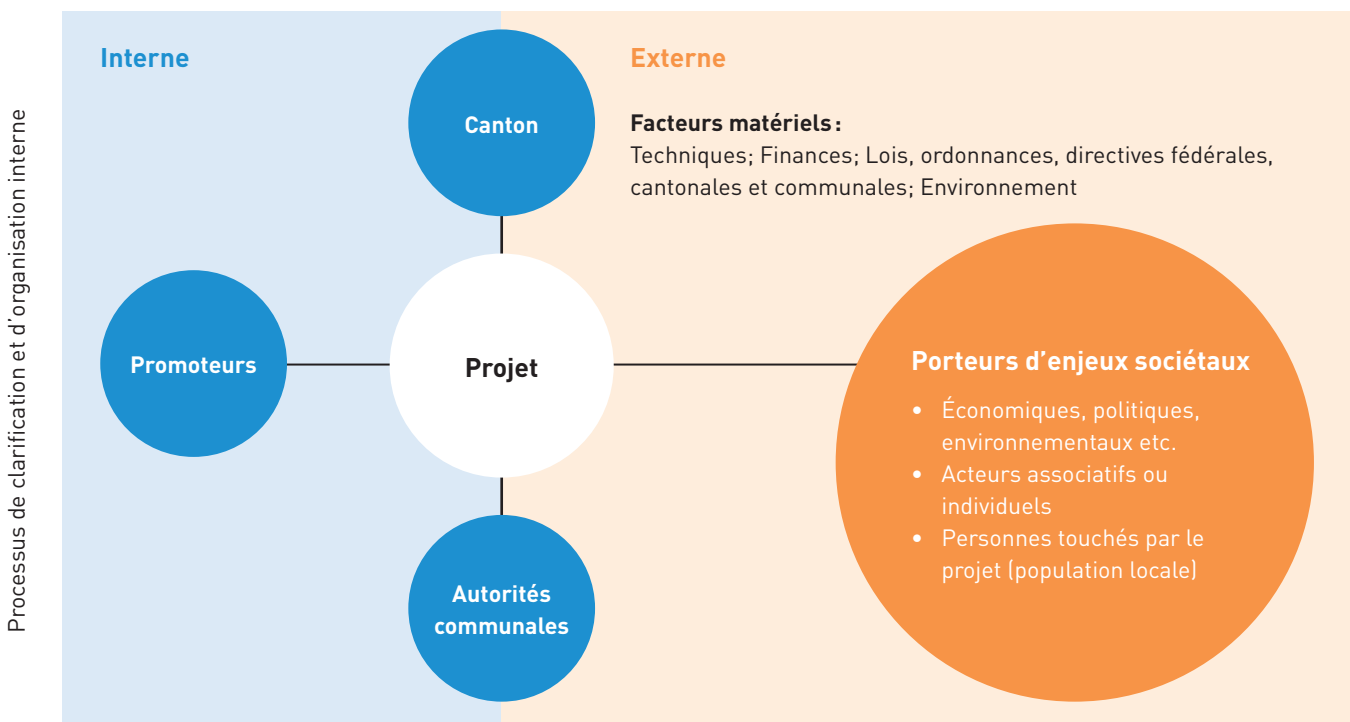 Processus de clarification et d'organisation interne
Interne
Canton
Promoteurs
Projet
Autorités
communales
Externe
Facteurs matériels :
Techniques; Finances; Lois, ordonnances, directives fédérales,
cantonales et communales; Environnement
Porteurs d'enjeux sociétaux
• Économiques, politiques,
environnementaux etc.
• Acteurs associatifs ou
individuels
• Personnes touchés par le
projet (population locale)